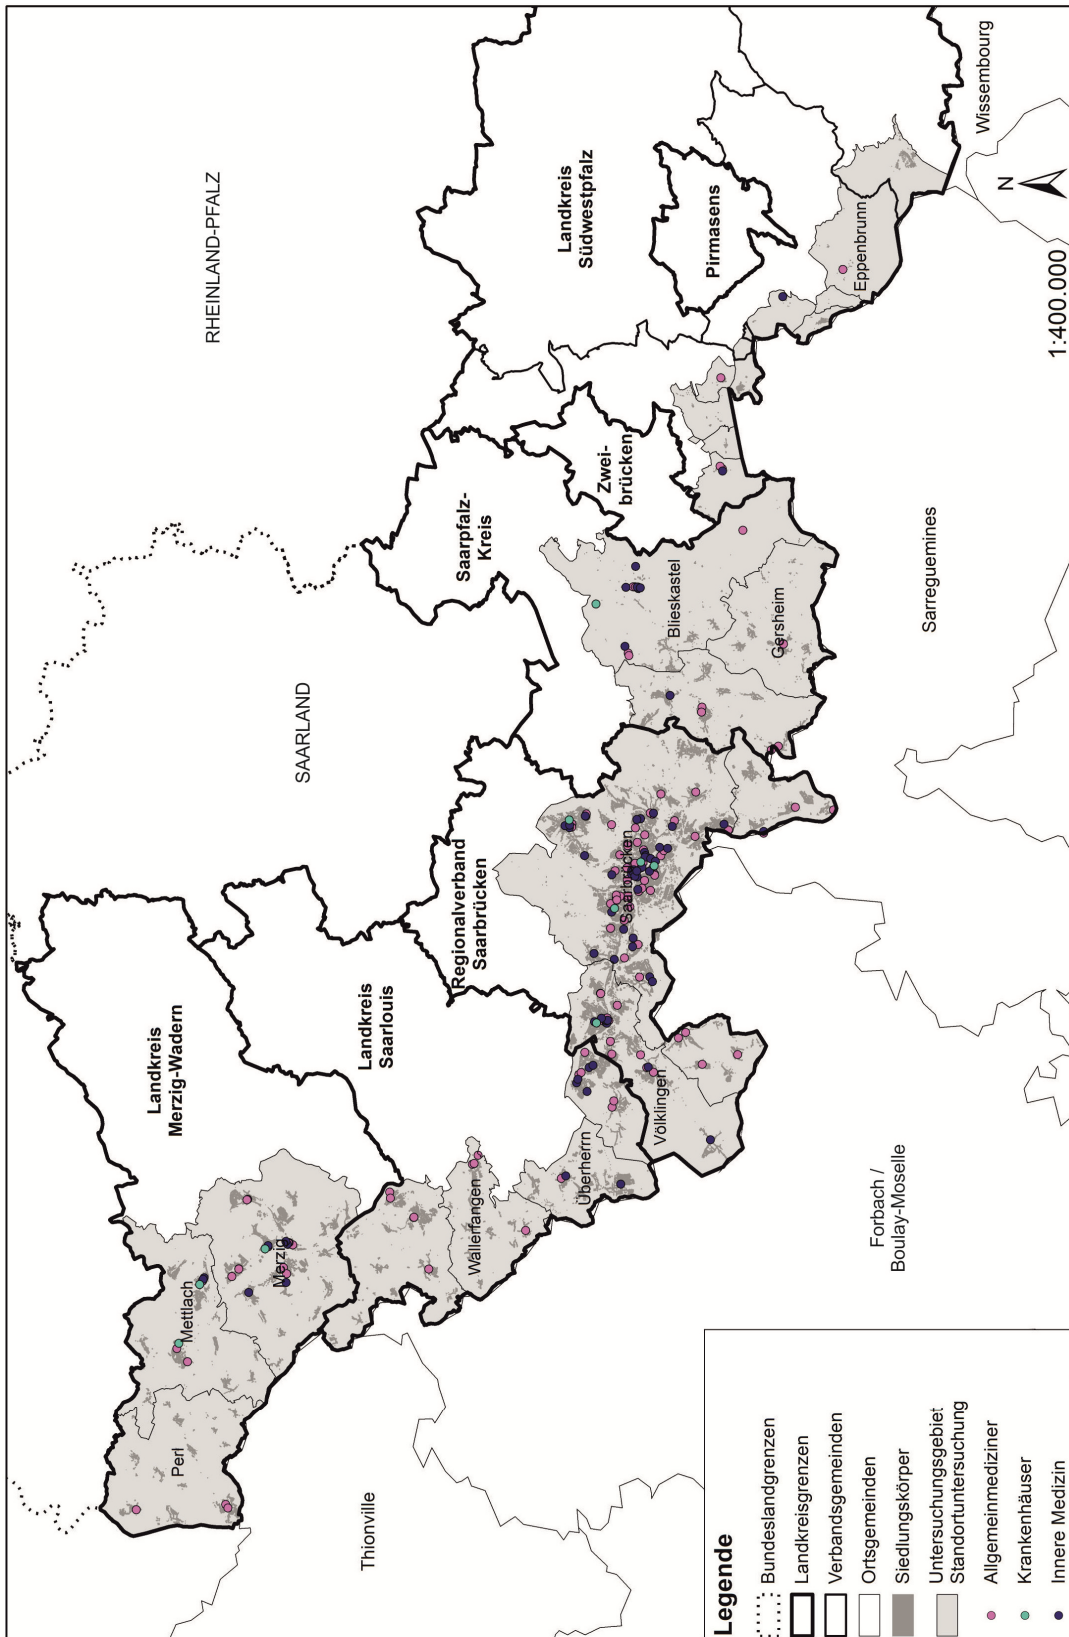 RHEINLAND-PFALZ
SAARLAND
Landkreis
Merzig-Wadern
Landkreis
Saarlouis
Regionalverband
Saarbrücken
Saarpfalz-
Kreis
Zwei-
brücken
Landkreis
Südwestpfalz
Pirmasens
Perl
Mettlach
Merzig
Wallerfangen
Überherrn
Völklingen
Saarbrücken
Blieskastel
Gersheim
Eppenbrunn
Thionville
Forbach /
Boulay-Moselle
Sarreguemines
Wissembourg
N
1:400.000
Legende
Bundeslandgrenzen
Landkreisgrenzen
Verbandsgemeinden
Ortsgemeinden
Siedlungskörper
Untersuchungsgebiet
Standortuntersuchung
Allgemeinmediziner
Krankenhäuser
Innere Medizin